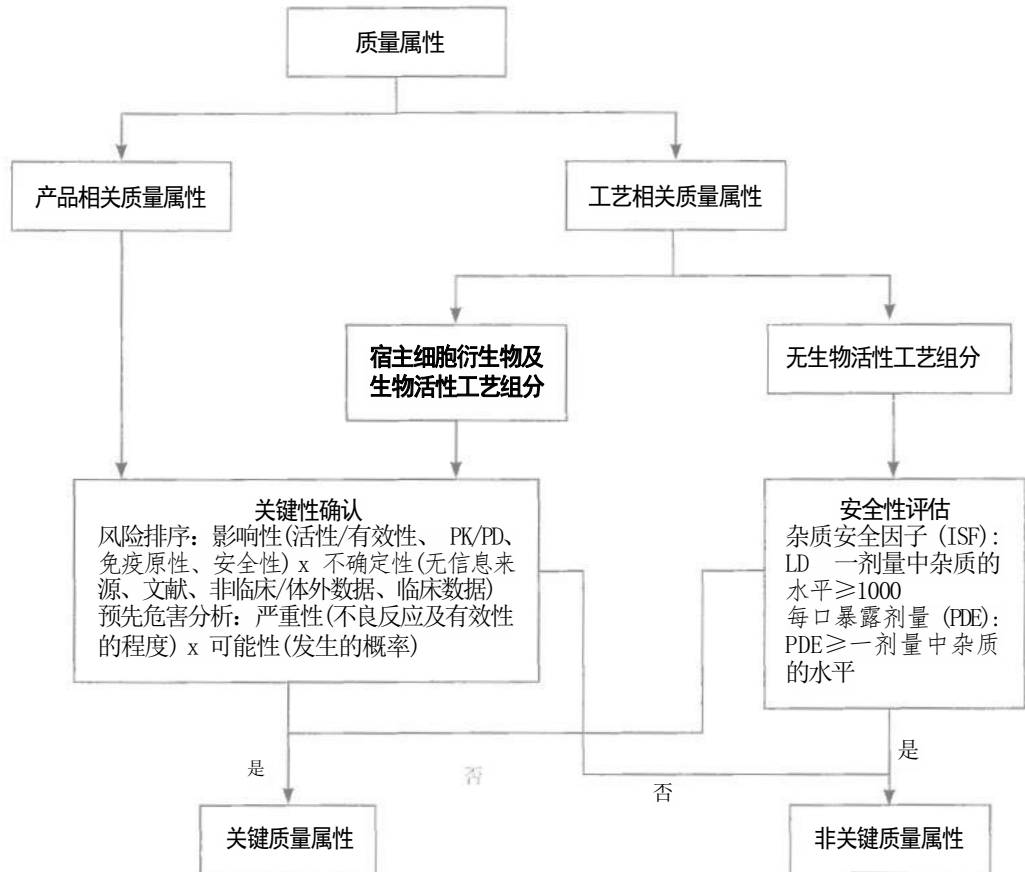 质量属性
产品相关质量属性
工艺相关质量属性
宿主细胞衍生物及
生物活性工艺组分
无生物活性工艺组分
关键性确认
风险排序: 影响性(活性/有效性、 PK/PD、
免疫原性、安全性) x 不确定性(无信息来
源、文献、非临床/体外数据、临床数据)
预先危害分析: 严重性(不良反应及有效性
的程度) x 可能性(发生的概率)
安全性评估
杂质安全因子 (ISF):
LD 一剂量中杂质的
水平≥1000
每口暴露剂量 (PDE):
PDE≥一剂量中杂质
的水平
是
否
否
是
关键质量属性
非关键质量属性